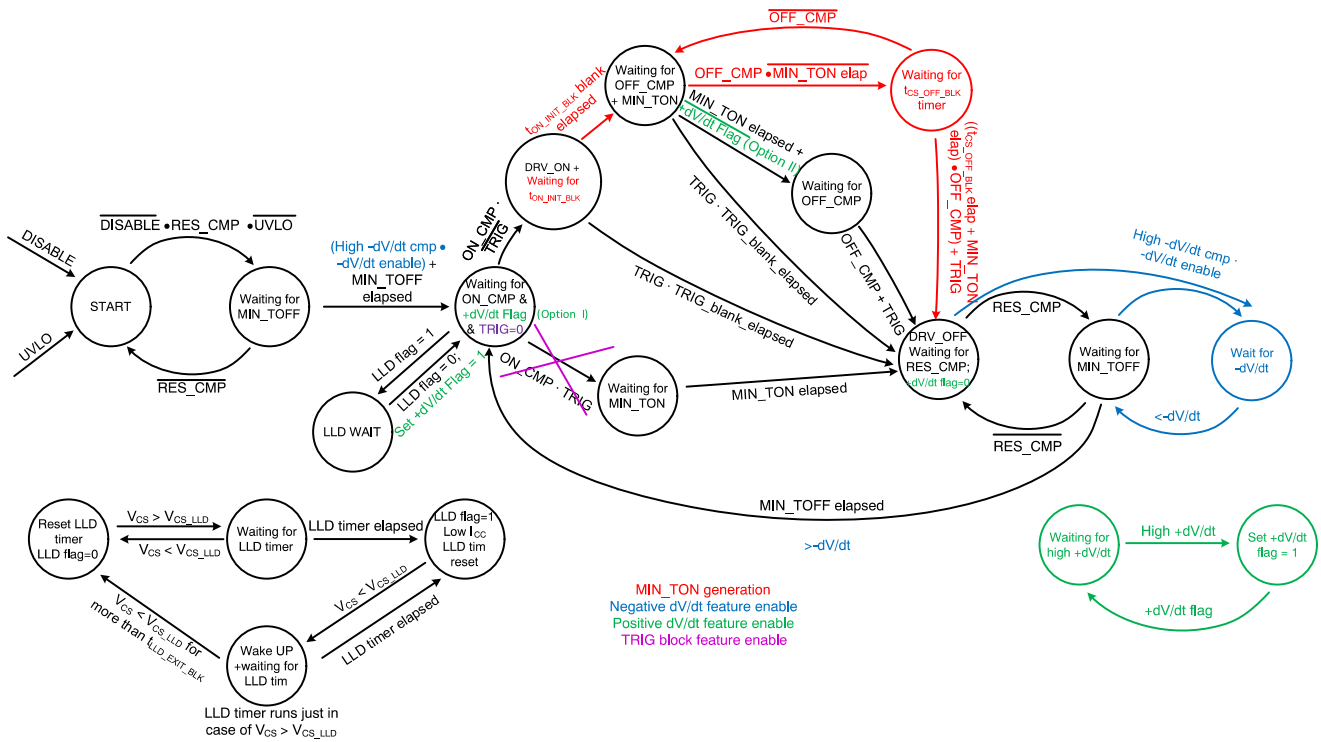 OFF_CMP
Waiting for
OFF_CMP
+ MIN_TON
OFF_CMP •MIN_TON elap
Waiting for
tCS_OFF_BLK
timer
tON_INIT_BLK blank
elapsed
MIN_TON elapsed +
+dV/dt Flag (Option II)
DRV_ON +
Waiting for
tON_INIT_BLK
Waiting for
OFF_CMP
((tCS_OFF_BLK elap + MIN_TON
elap) •OFF_CMP) + TRIG
TRIG · TRIG_blank_elapsed
OFF_CMP + TRIG
DISABLE •RES_CMP •UVLO
DISABLE
UVLO
START
Waiting for
MIN_TOFF
RES_CMP
(High -dV/dt cmp •
-dV/dt enable) +
MIN_TOFF
elapsed
ON_CMP ·
TRIG
Waiting for
ON_CMP &
+dV/dt Flag (Option I)
& TRIG=0
TRIG · TRIG_blank_elapsed
LLD flag = 1
LLD flag = 0;
Set +dV/dt Flag = 1
LLD WAIT
ON_CMP · TRIG
Waiting for
MIN_TON
MIN_TON elapsed
DRV_OFF
Waiting for
RES_CMP;
+dV/dt flag=0
RES_CMP
Waiting for
MIN_TOFF
RES_CMP
High -dV/dt cmp ·
-dV/dt enable
Wait for
-dV/dt
<-dV/dt
MIN_TOFF elapsed
>-dV/dt
Reset LLD
timer
LLD flag=0
VCS > VCS_LLD
VCS < VCS_LLD
Waiting for
LLD timer
LLD timer elapsed
LLD flag=1
Low ICC
LLD tim
reset
VCS < VCS_LLD
LLD timer elapsed
VCS < VCS_LLD for
more than tLLD_EXIT_BLK
Wake UP
+waiting for
LLD tim
LLD timer runs just in
case of VCS > VCS_LLD
MIN_TON generation
Negative dV/dt feature enable
Positive dV/dt feature enable
TRIG block feature enable
Waiting for
high +dV/dt
High +dV/dt
Set +dV/dt
flag = 1
+dV/dt flag